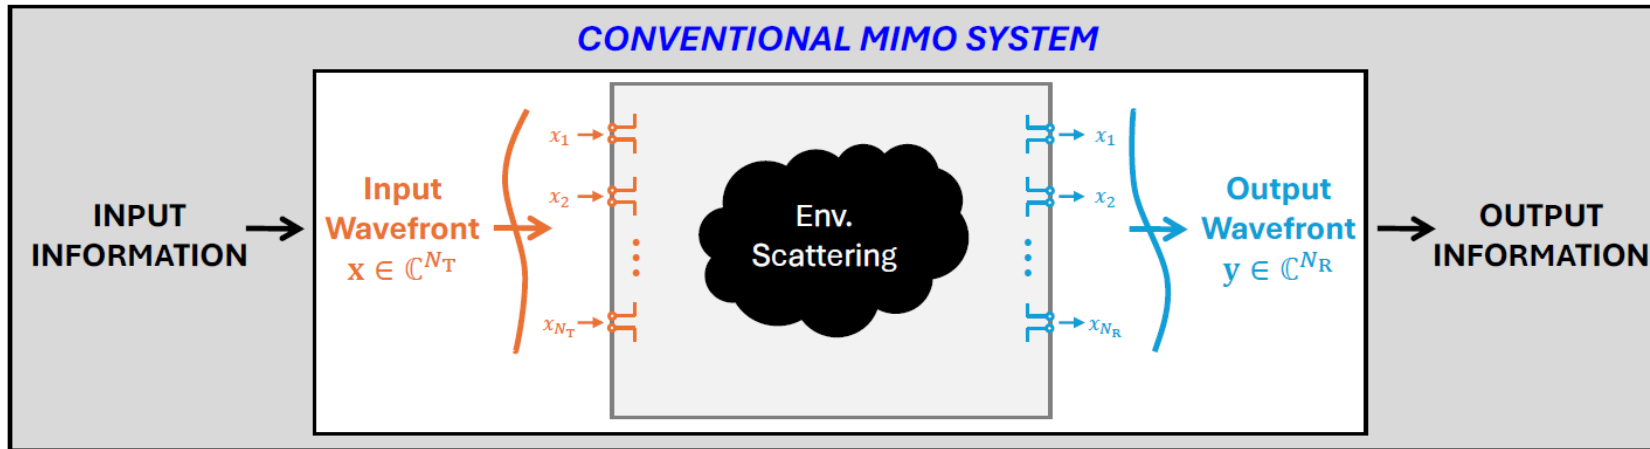 CONVENTIONAL MIMO SYSTEM
INPUT
INFORMATION
Input
Wavefront
𝐱 ∈ ℂ^{N_T}
x_1
x_2
⋮
x_{N_T}
Env.
Scattering
x_1
x_2
⋮
x_{N_R}
Output
Wavefront
𝐲 ∈ ℂ^{N_R}
OUTPUT
INFORMATION